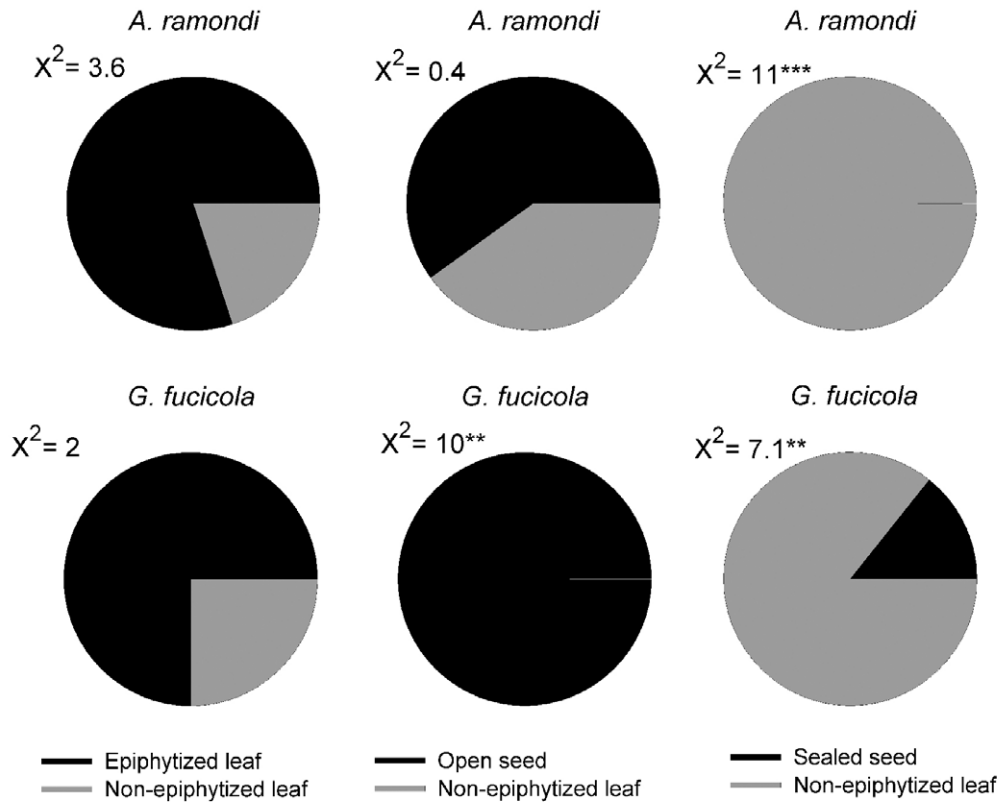 A. ramondi
X²= 3.6
A. ramondi
X²= 0.4
A. ramondi
X²= 11***
G. fucicola
X²= 2
G. fucicola
X²= 10**
G. fucicola
X²= 7.1**
Epiphytized leaf
Non-epiphytized leaf
Open seed
Non-epiphytized leaf
Sealed seed
Non-epiphytized leaf